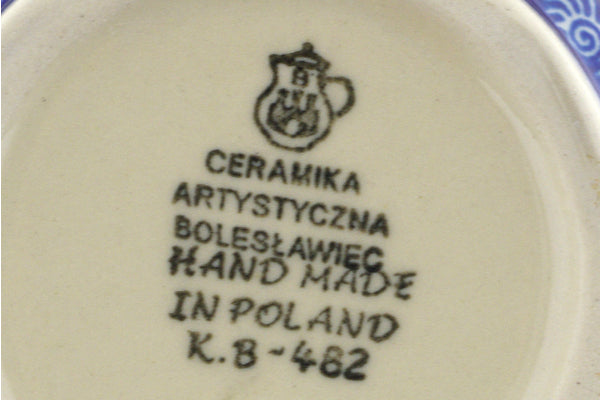 B
CERAMIKA
ARTYSTYCZNA
BOLESŁAWIEC
HAND MADE
IN POLAND
K.B-482